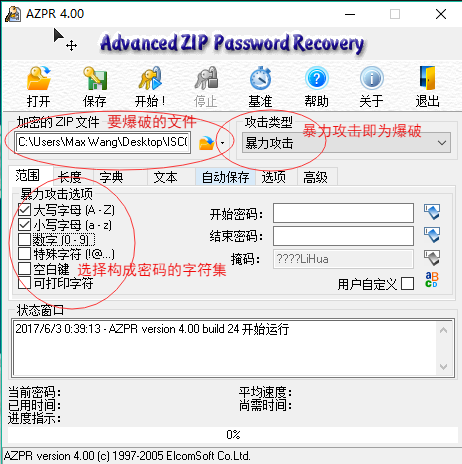 AZPR 4.00
Advanced ZIP Password Recovery
打开 保存 开始! 停止 基准 帮助 关于 退出
加密的 ZIP 文件 要爆破的文件 攻击类型
暴力攻击即为爆破
C:\Users\Max Wang\Desktop\ISC( 暴力攻击
范围 长度 字典 文本 自动保存 选项 高级
暴力攻击选项
大写字母 (A - Z) 开始密码:
小写字母 (a - z)
数字 (0 - 9) 结束密码:
特殊字符 (!@...) 掩码: ????LiHua
空白键 选择构成密码的字符集
可打印字符 用户自定义
状态窗口
2017/6/3 0:39:13 - AZPR version 4.00 build 24 开始运行
当前密码: 平均速度:
已用时间: 尚需时间:
进度指示:
0%
AZPR version 4.00 (c) 1997-2005 ElcomSoft Co.Ltd.